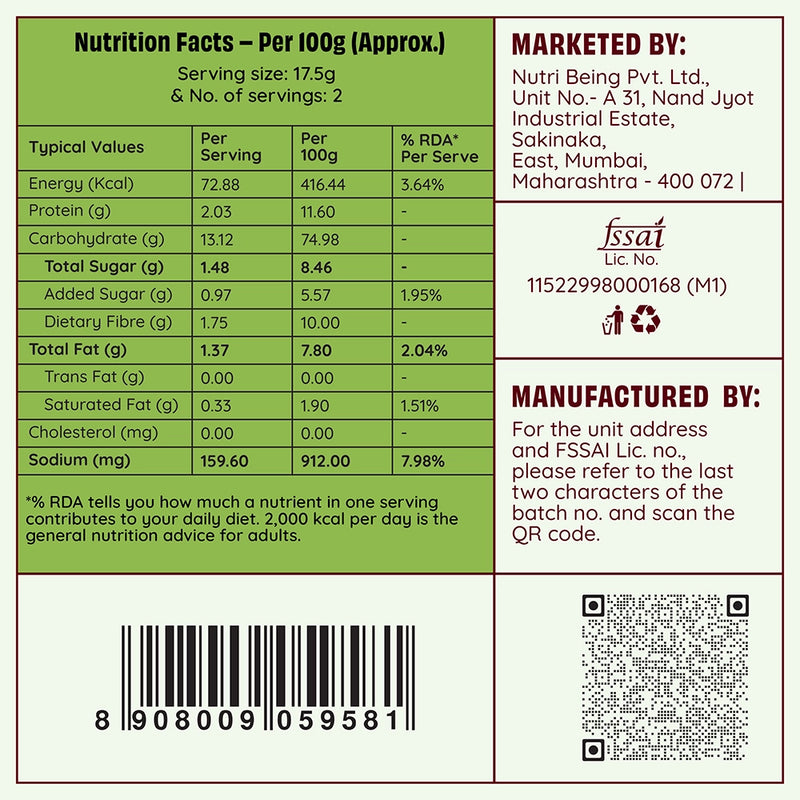 Nutrition Facts – Per 100g (Approx.)
Serving size: 17.5g
& No. of servings: 2
Typical Values Per Serving Per 100g % RDA* Per Serve
Energy (Kcal) 72.88 416.44 3.64%
Protein (g) 2.03 11.60 -
Carbohydrate (g) 13.12 74.98 -
Total Sugar (g) 1.48 8.46 -
Added Sugar (g) 0.97 5.57 1.95%
Dietary Fibre (g) 1.75 10.00 -
Total Fat (g) 1.37 7.80 2.04%
Trans Fat (g) 0.00 0.00 -
Saturated Fat (g) 0.33 1.90 1.51%
Cholesterol (mg) 0.00 0.00 -
Sodium (mg) 159.60 912.00 7.98%
*% RDA tells you how much a nutrient in one serving
contributes to your daily diet. 2,000 kcal per day is the
general nutrition advice for adults.
8 908009 059581
MARKETED BY:
Nutri Being Pvt. Ltd.,
Unit No.- A 31, Nand Jyot
Industrial Estate,
Sakinaka,
East, Mumbai,
Maharashtra - 400 072 |
fssai
Lic. No.
11522998000168 (M1)
MANUFACTURED BY:
For the unit address
and FSSAI Lic. no.,
please refer to the last
two characters of the
batch no. and scan the
QR code.